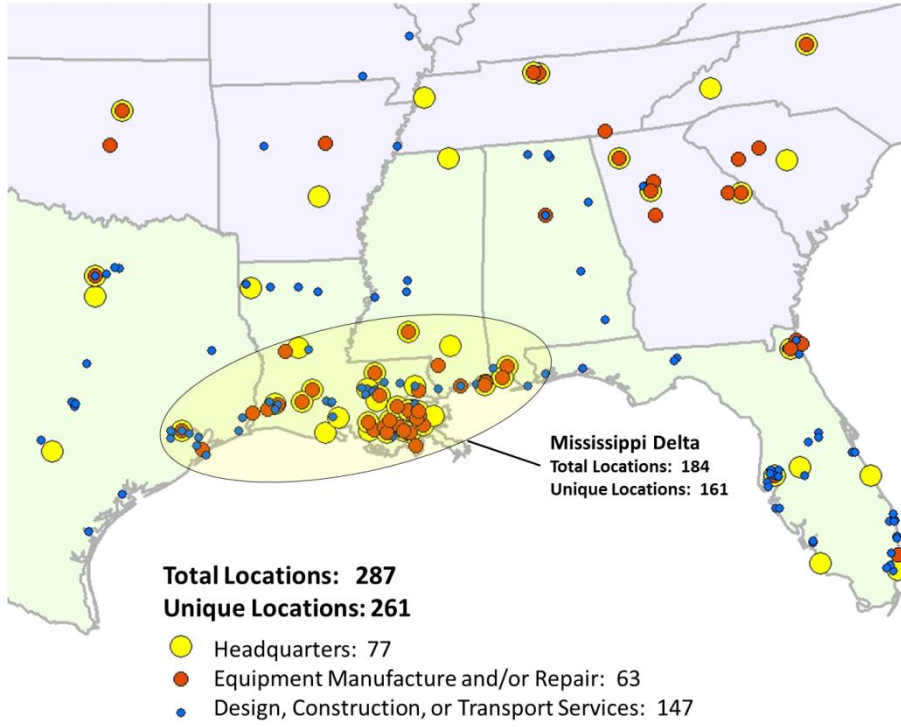 Mississippi Delta
Total Locations: 184
Unique Locations: 161
Total Locations: 287
Unique Locations: 261
Headquarters: 77
Equipment Manufacture and/or Repair: 63
Design, Construction, or Transport Services: 147